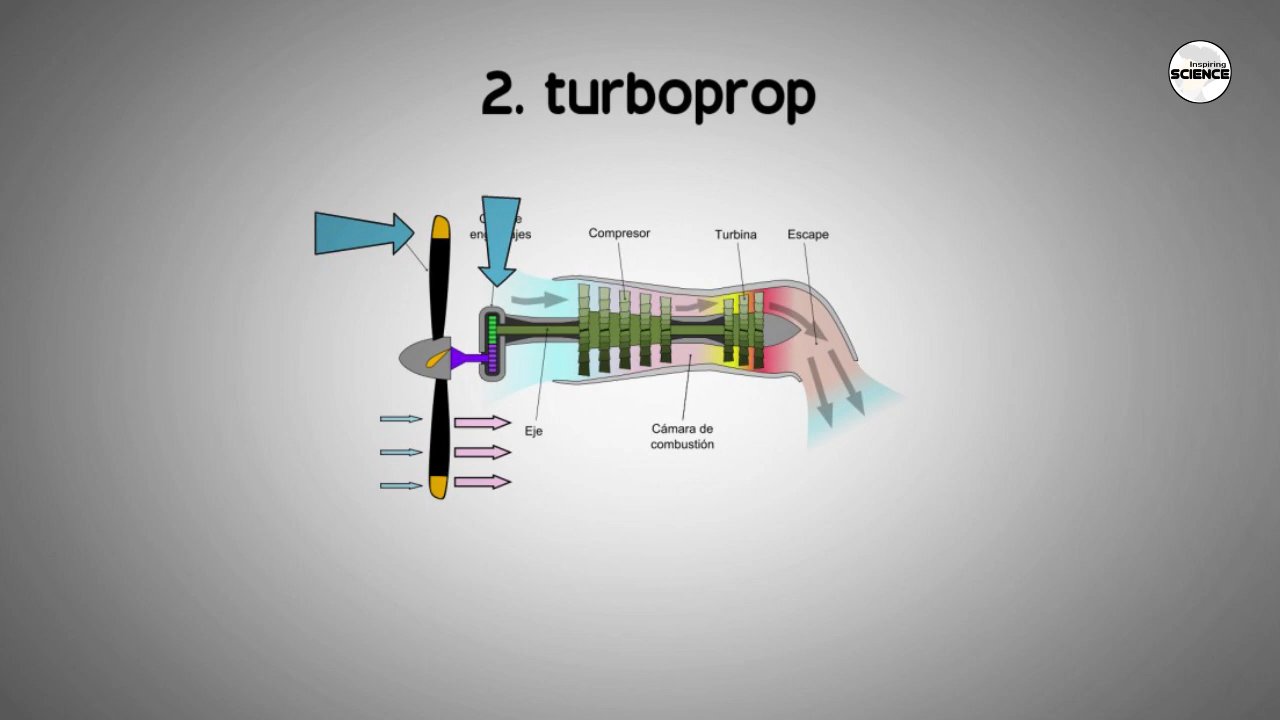 Inspiring
SCIENCE
2. turboprop
Compresor
Turbina
Escape
Eje
Cámara de
combustión